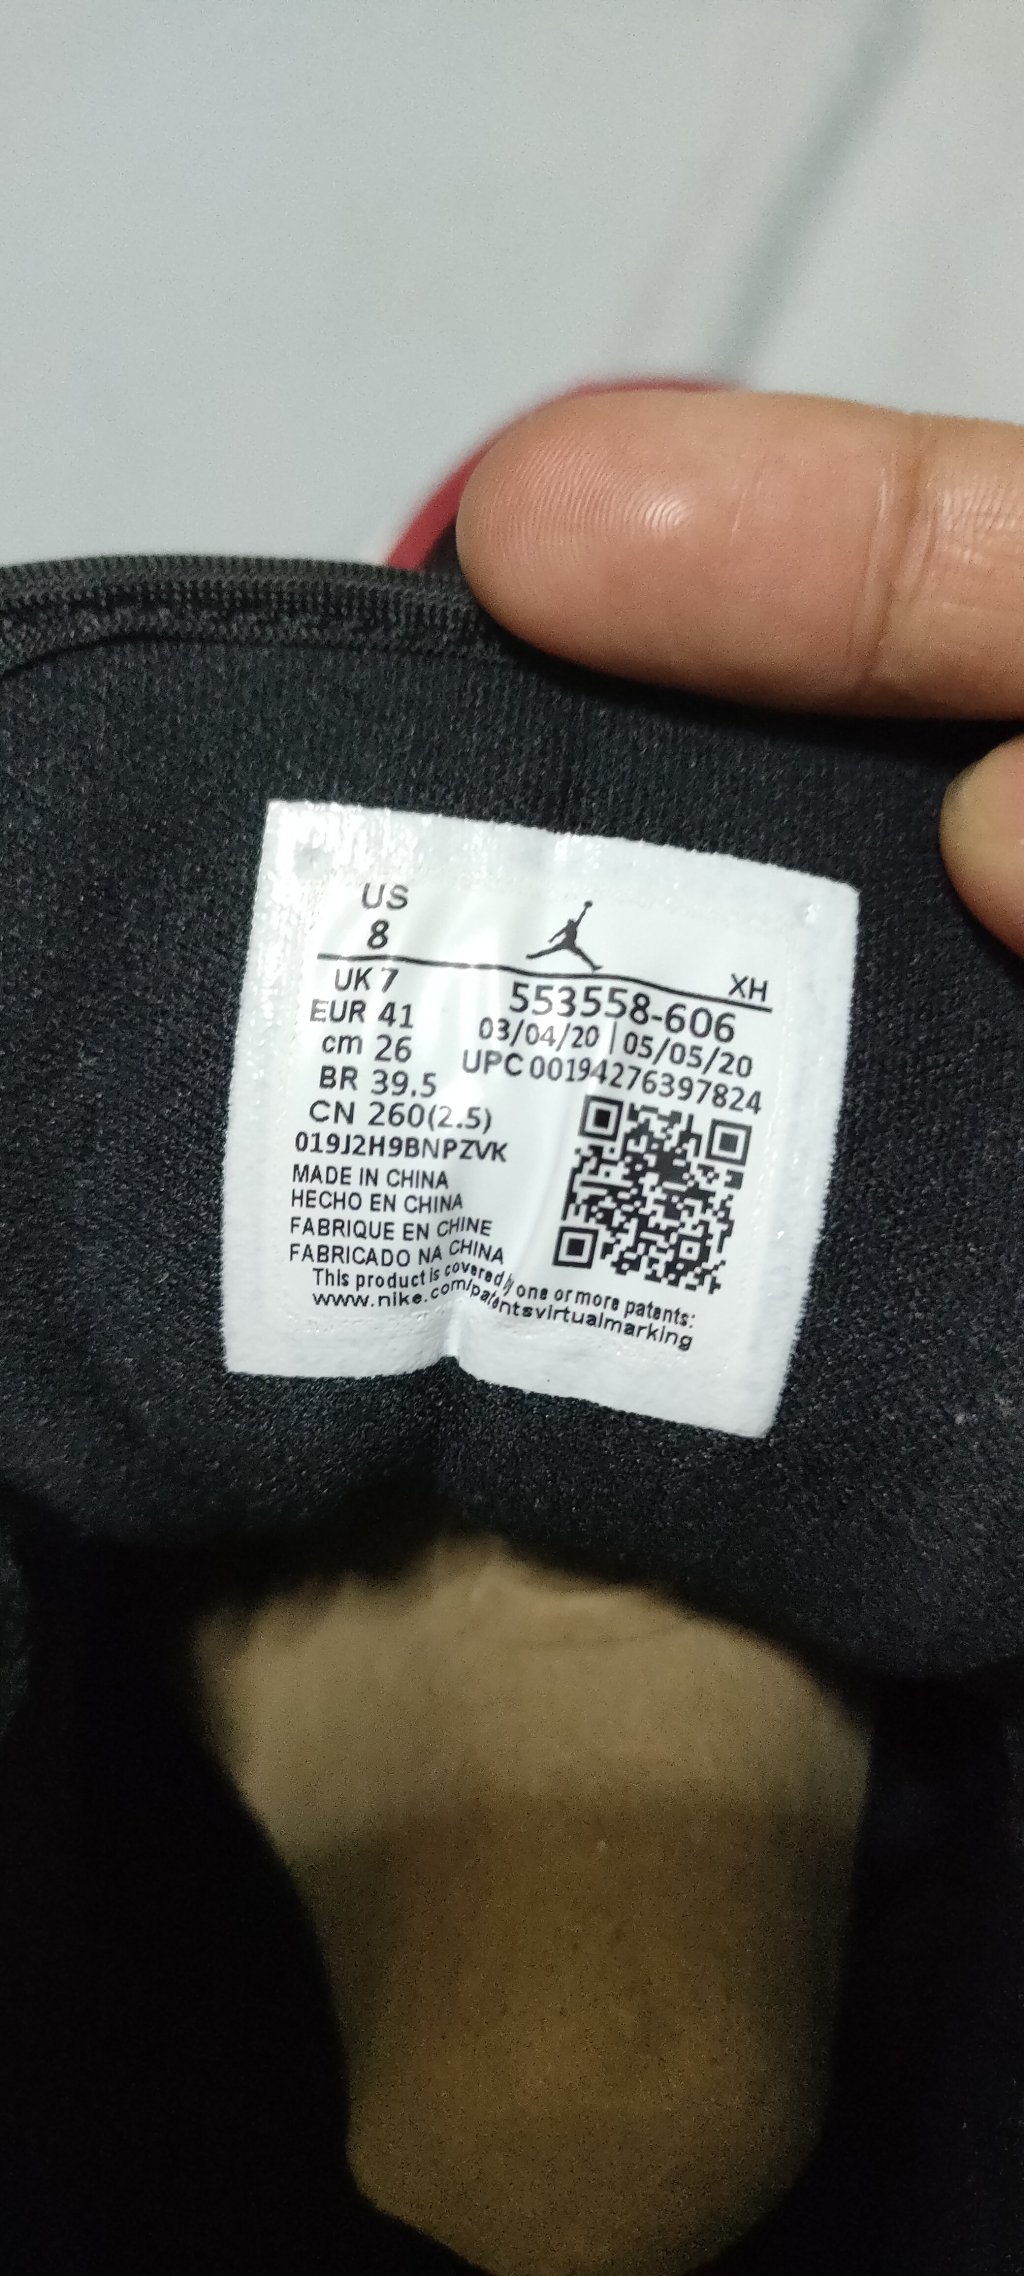 US
8
XH
UK 7
EUR 41
cm 26
BR 39.5
CN 260(2.5)
553558-606
03/04/20 | 05/05/20
UPC 00194276397824
019J2H9BNPZVK
MADE IN CHINA
HECHO EN CHINA
FABRIQUE EN CHINE
FABRICADO NA CHINA
This product is covered by one or more patents:
www.nike.com/patentsvirtualmarking